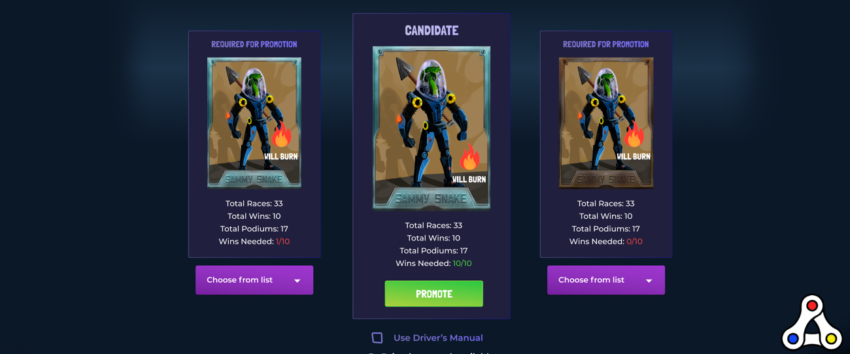 REQUIRED FOR PROMOTION
WILL BURN
SAMMY SNAKE
Total Races: 33
Total Wins: 10
Total Podiums: 17
Wins Needed: 1/10
Choose from list
CANDIDATE
WILL BURN
SAMMY SNAKE
Total Races: 33
Total Wins: 10
Total Podiums: 17
Wins Needed: 10/10
PROMOTE
Use Driver's Manual
REQUIRED FOR PROMOTION
WILL BURN
SAMMY SNAKE
Total Races: 33
Total Wins: 10
Total Podiums: 17
Wins Needed: 0/10
Choose from list